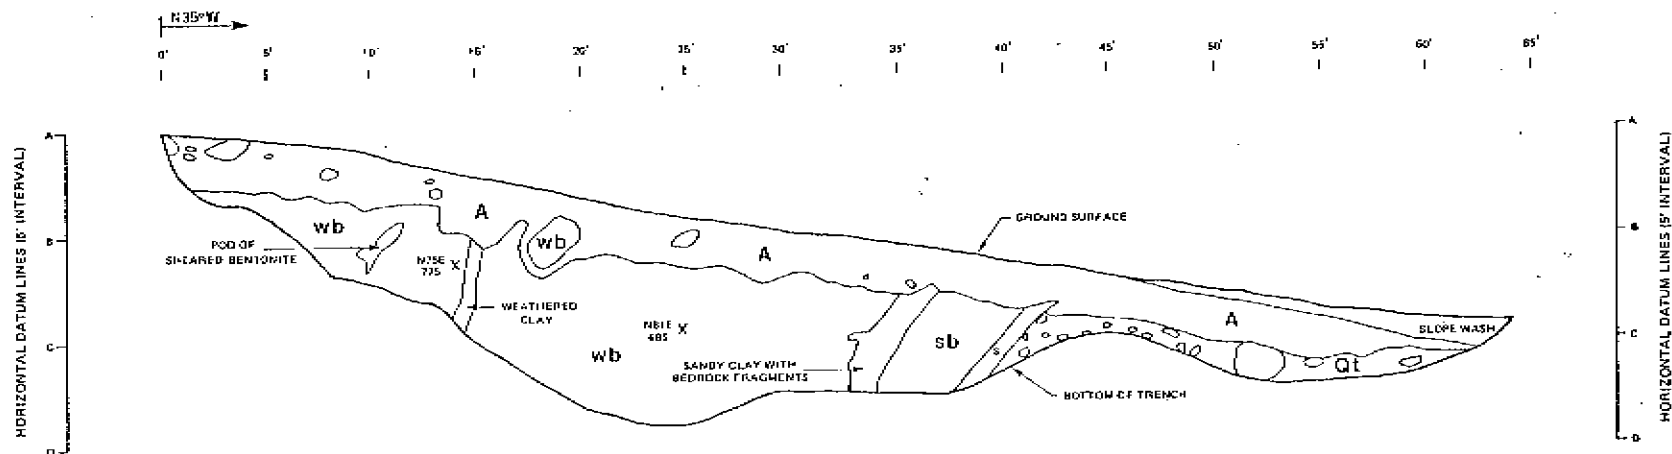 N35°W
0' 5' 10' 15' 20' 25' 30' 35' 40' 45' 50' 55' 60' 65'
HORIZONTAL DATUM LINES (5' INTERVAL)
A
B
C
D
wb
POD OF
SHEARED BENTONITE
A
N75E
77S X
WEATHERED
CLAY
wb
A
N81E
68S X
wb
GROUND SURFACE
SANDY CLAY WITH
BEDROCK FRAGMENTS
sb
BOTTOM OF TRENCH
A
SLOPE WASH
Qt
A
B
C
D
HORIZONTAL DATUM LINES (5' INTERVAL)